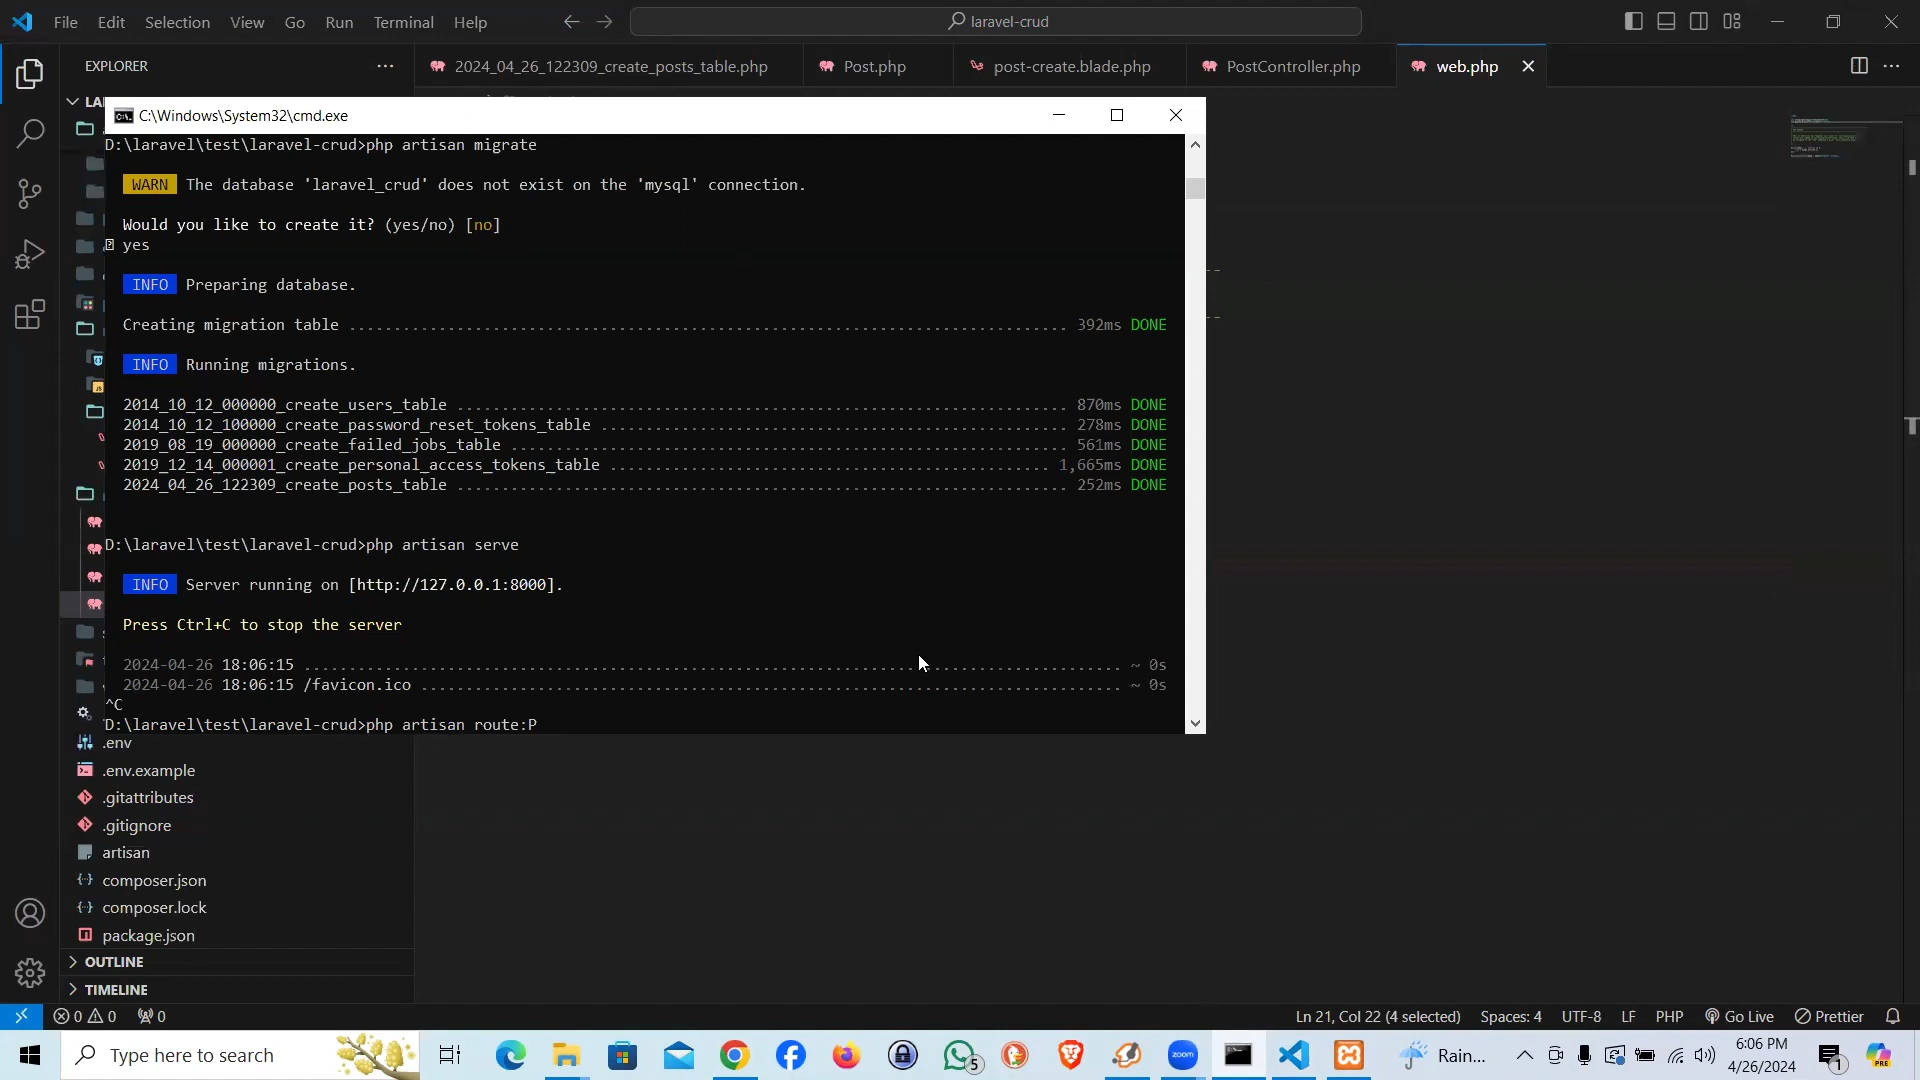 File Edit Selection View Go Run Terminal Help
laravel-crud
EXPLORER
2024_04_26_122309_create_posts_table.php
Post.php
post-create.blade.php
PostController.php
web.php
C:\Windows\System32\cmd.exe
D:\laravel\test\laravel-crud>php artisan migrate
WARN The database 'laravel_crud' does not exist on the 'mysql' connection.
Would you like to create it? (yes/no) [no]
yes
INFO Preparing database.
Creating migration table ........ 392ms DONE
INFO Running migrations.
2014_10_12_000000_create_users_table ........ 870ms DONE
2014_10_12_100000_create_password_reset_tokens_table ........ 278ms DONE
2019_08_19_000000_create_failed_jobs_table ........ 561ms DONE
2019_12_14_000001_create_personal_access_tokens_table ........ 1,665ms DONE
2024_04_26_122309_create_posts_table ........ 252ms DONE
D:\laravel\test\laravel-crud>php artisan serve
INFO Server running on [http://127.0.0.1:8000].
Press Ctrl+C to stop the server
2024-04-26 18:06:15 ........ ~ 0s
2024-04-26 18:06:15 /favicon.ico ........ ~ 0s
^C
D:\laravel\test\laravel-crud>php artisan route:P
.env
.env.example
.gitattributes
.gitignore
artisan
composer.json
composer.lock
package.json
OUTLINE
TIMELINE
0 0 0
Ln 21, Col 22 (4 selected) Spaces: 4 UTF-8 LF PHP Go Live Prettier
Type here to search
5
zoom
Rain...
6:06 PM
4/26/2024
1
PRE